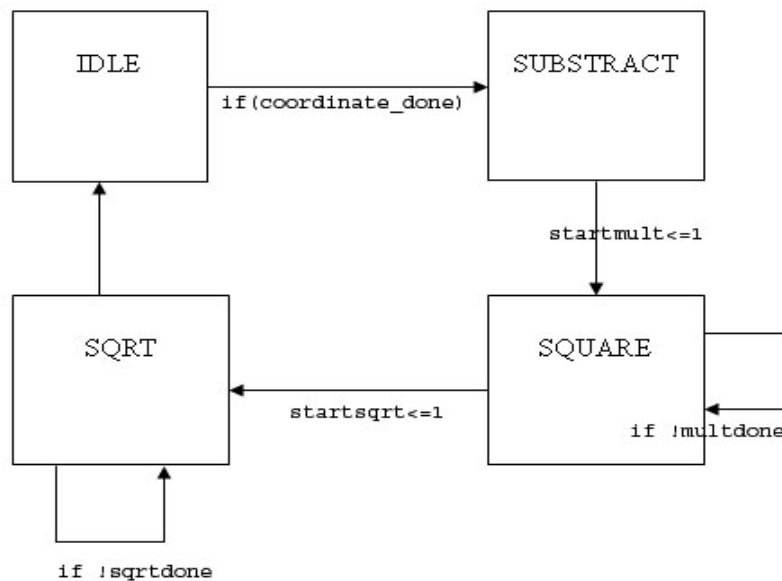 IDLE
SUBSTRACT
if(coordinate_done)
startmult<=1
SQRT
SQUARE
startsqrt<=1
if !multdone
if !sqrtdone